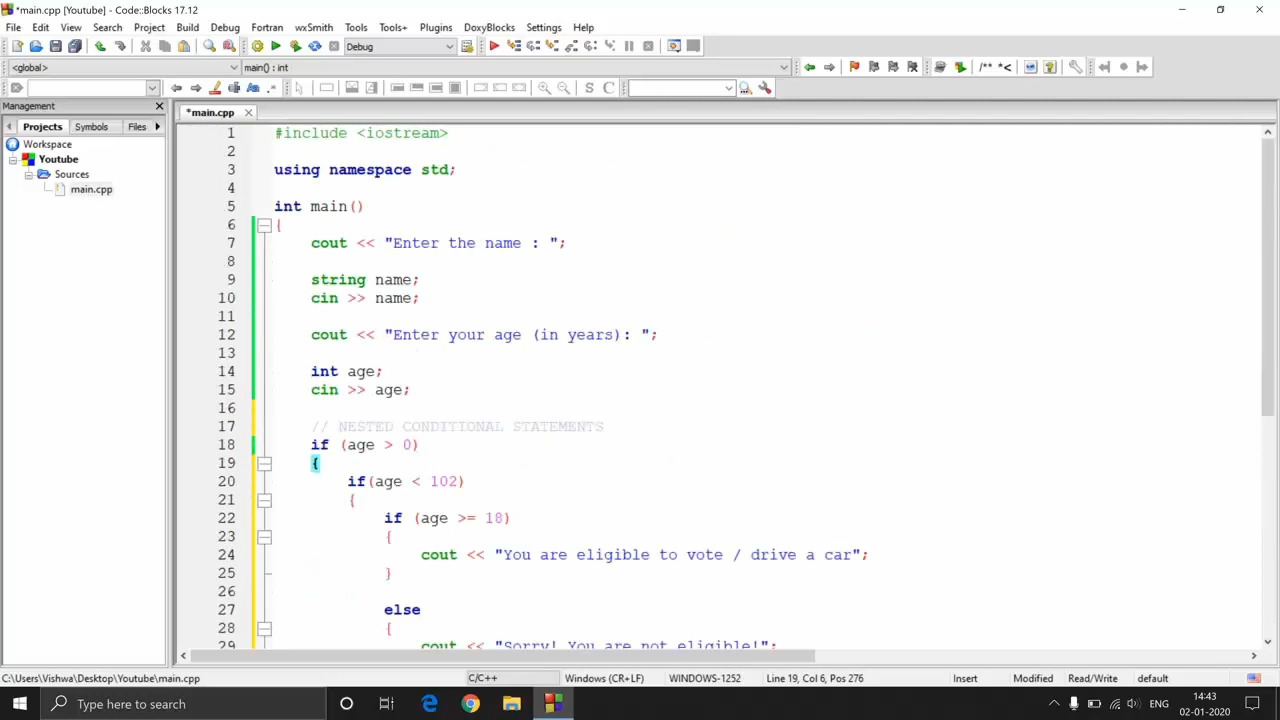 *main.cpp [Youtube] - Code::Blocks 17.12
File Edit View Search Project Build Debug Fortran wxSmith Tools Tools+ Plugins DoxyBlocks Settings Help
Debug
<global> main() : int
/** *<
S C
Management
*main.cpp
Projects Symbols Files
Workspace
Youtube
Sources
main.cpp
1 #include <iostream>
2
3 using namespace std;
4
5 int main()
6 {
7 cout << "Enter the name : ";
8
9 string name;
10 cin >> name;
11
12 cout << "Enter your age (in years): ";
13
14 int age;
15 cin >> age;
16
17 // NESTED CONDITIONAL STATEMENTS
18 if (age > 0)
19 {
20 if(age < 102)
21 {
22 if (age >= 18)
23 {
24 cout << "You are eligible to vote / drive a car";
25 }
26
27 else
28 {
29 cout << "Sorry! You are not eligible!";
C:\Users\Vishwa\Desktop\Youtube\main.cpp C/C++ Windows (CR+LF) WINDOWS-1252 Line 19, Col 6, Pos 276 Insert Modified Read/Write default
Type here to search
ENG
14:43
02-01-2020